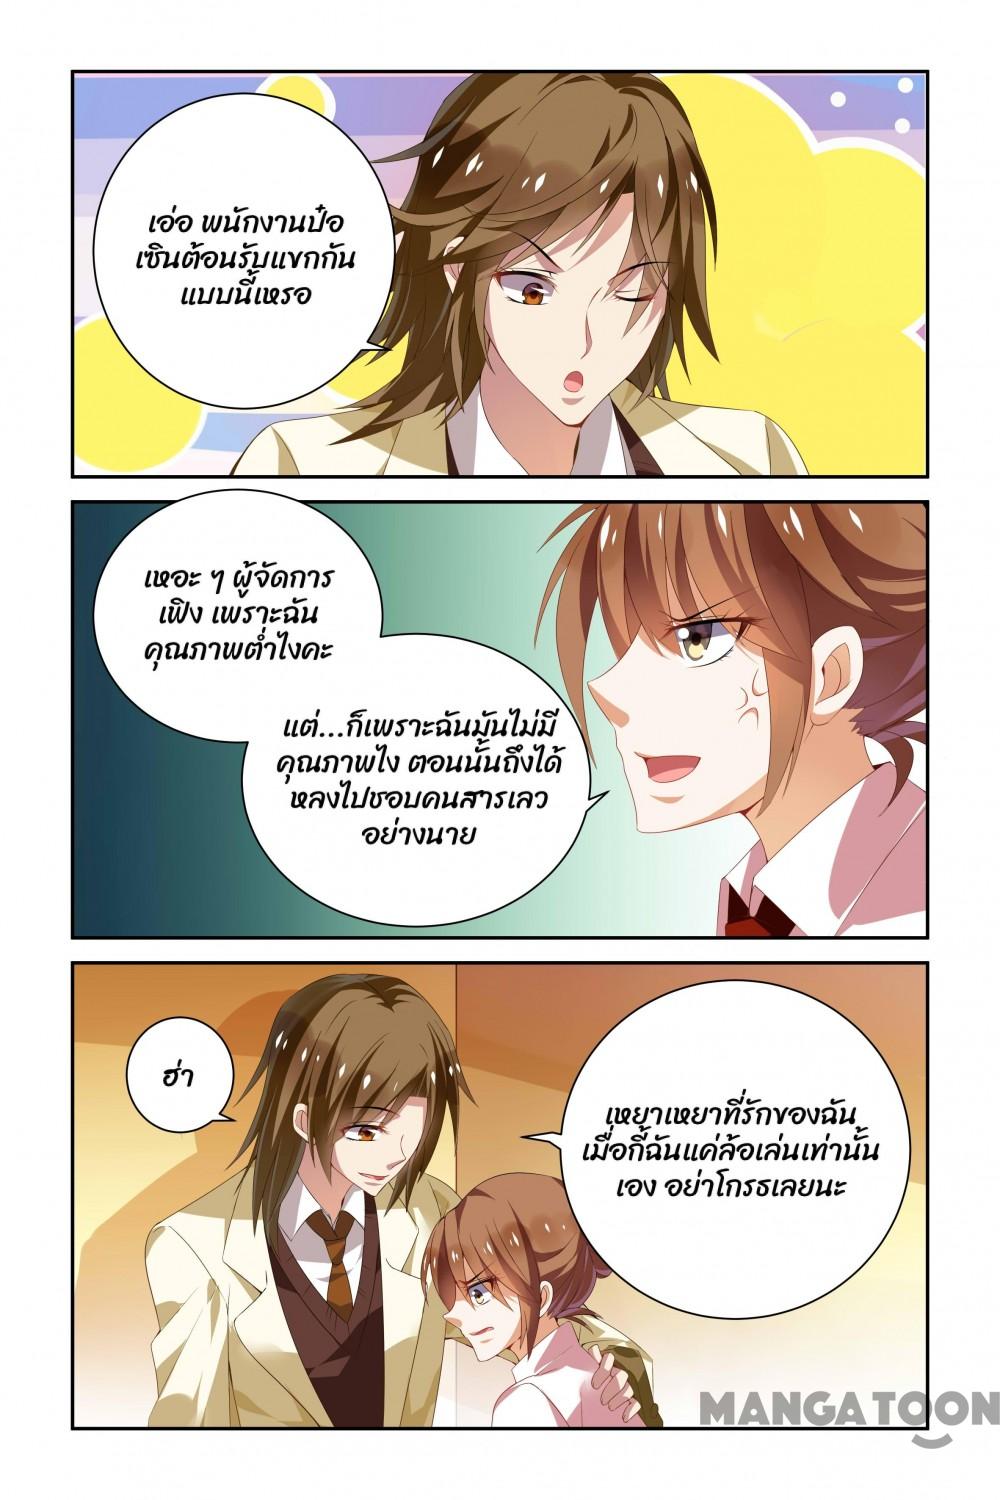 เอ่อ พนักงานป๋อ
เซินต้อนรับแขกกัน
แบบนี้เหรอ
เหอะ ๆ ผู้จัดการ
เฟิง เพราะฉัน
คุณภาพต่ำไงคะ
แต่...ก็เพราะฉันมันไม่มี
คุณภาพไง ตอนนั้นถึงได้
หลงไปชอบคนสารเลว
อย่างนาย
ฮ่า
เหยาเหยาที่รักของฉัน
เมื่อกี้ฉันแค่ล้อเล่นเท่านั้น
เอง อย่าโกรธเลยนะ
MANGATOON